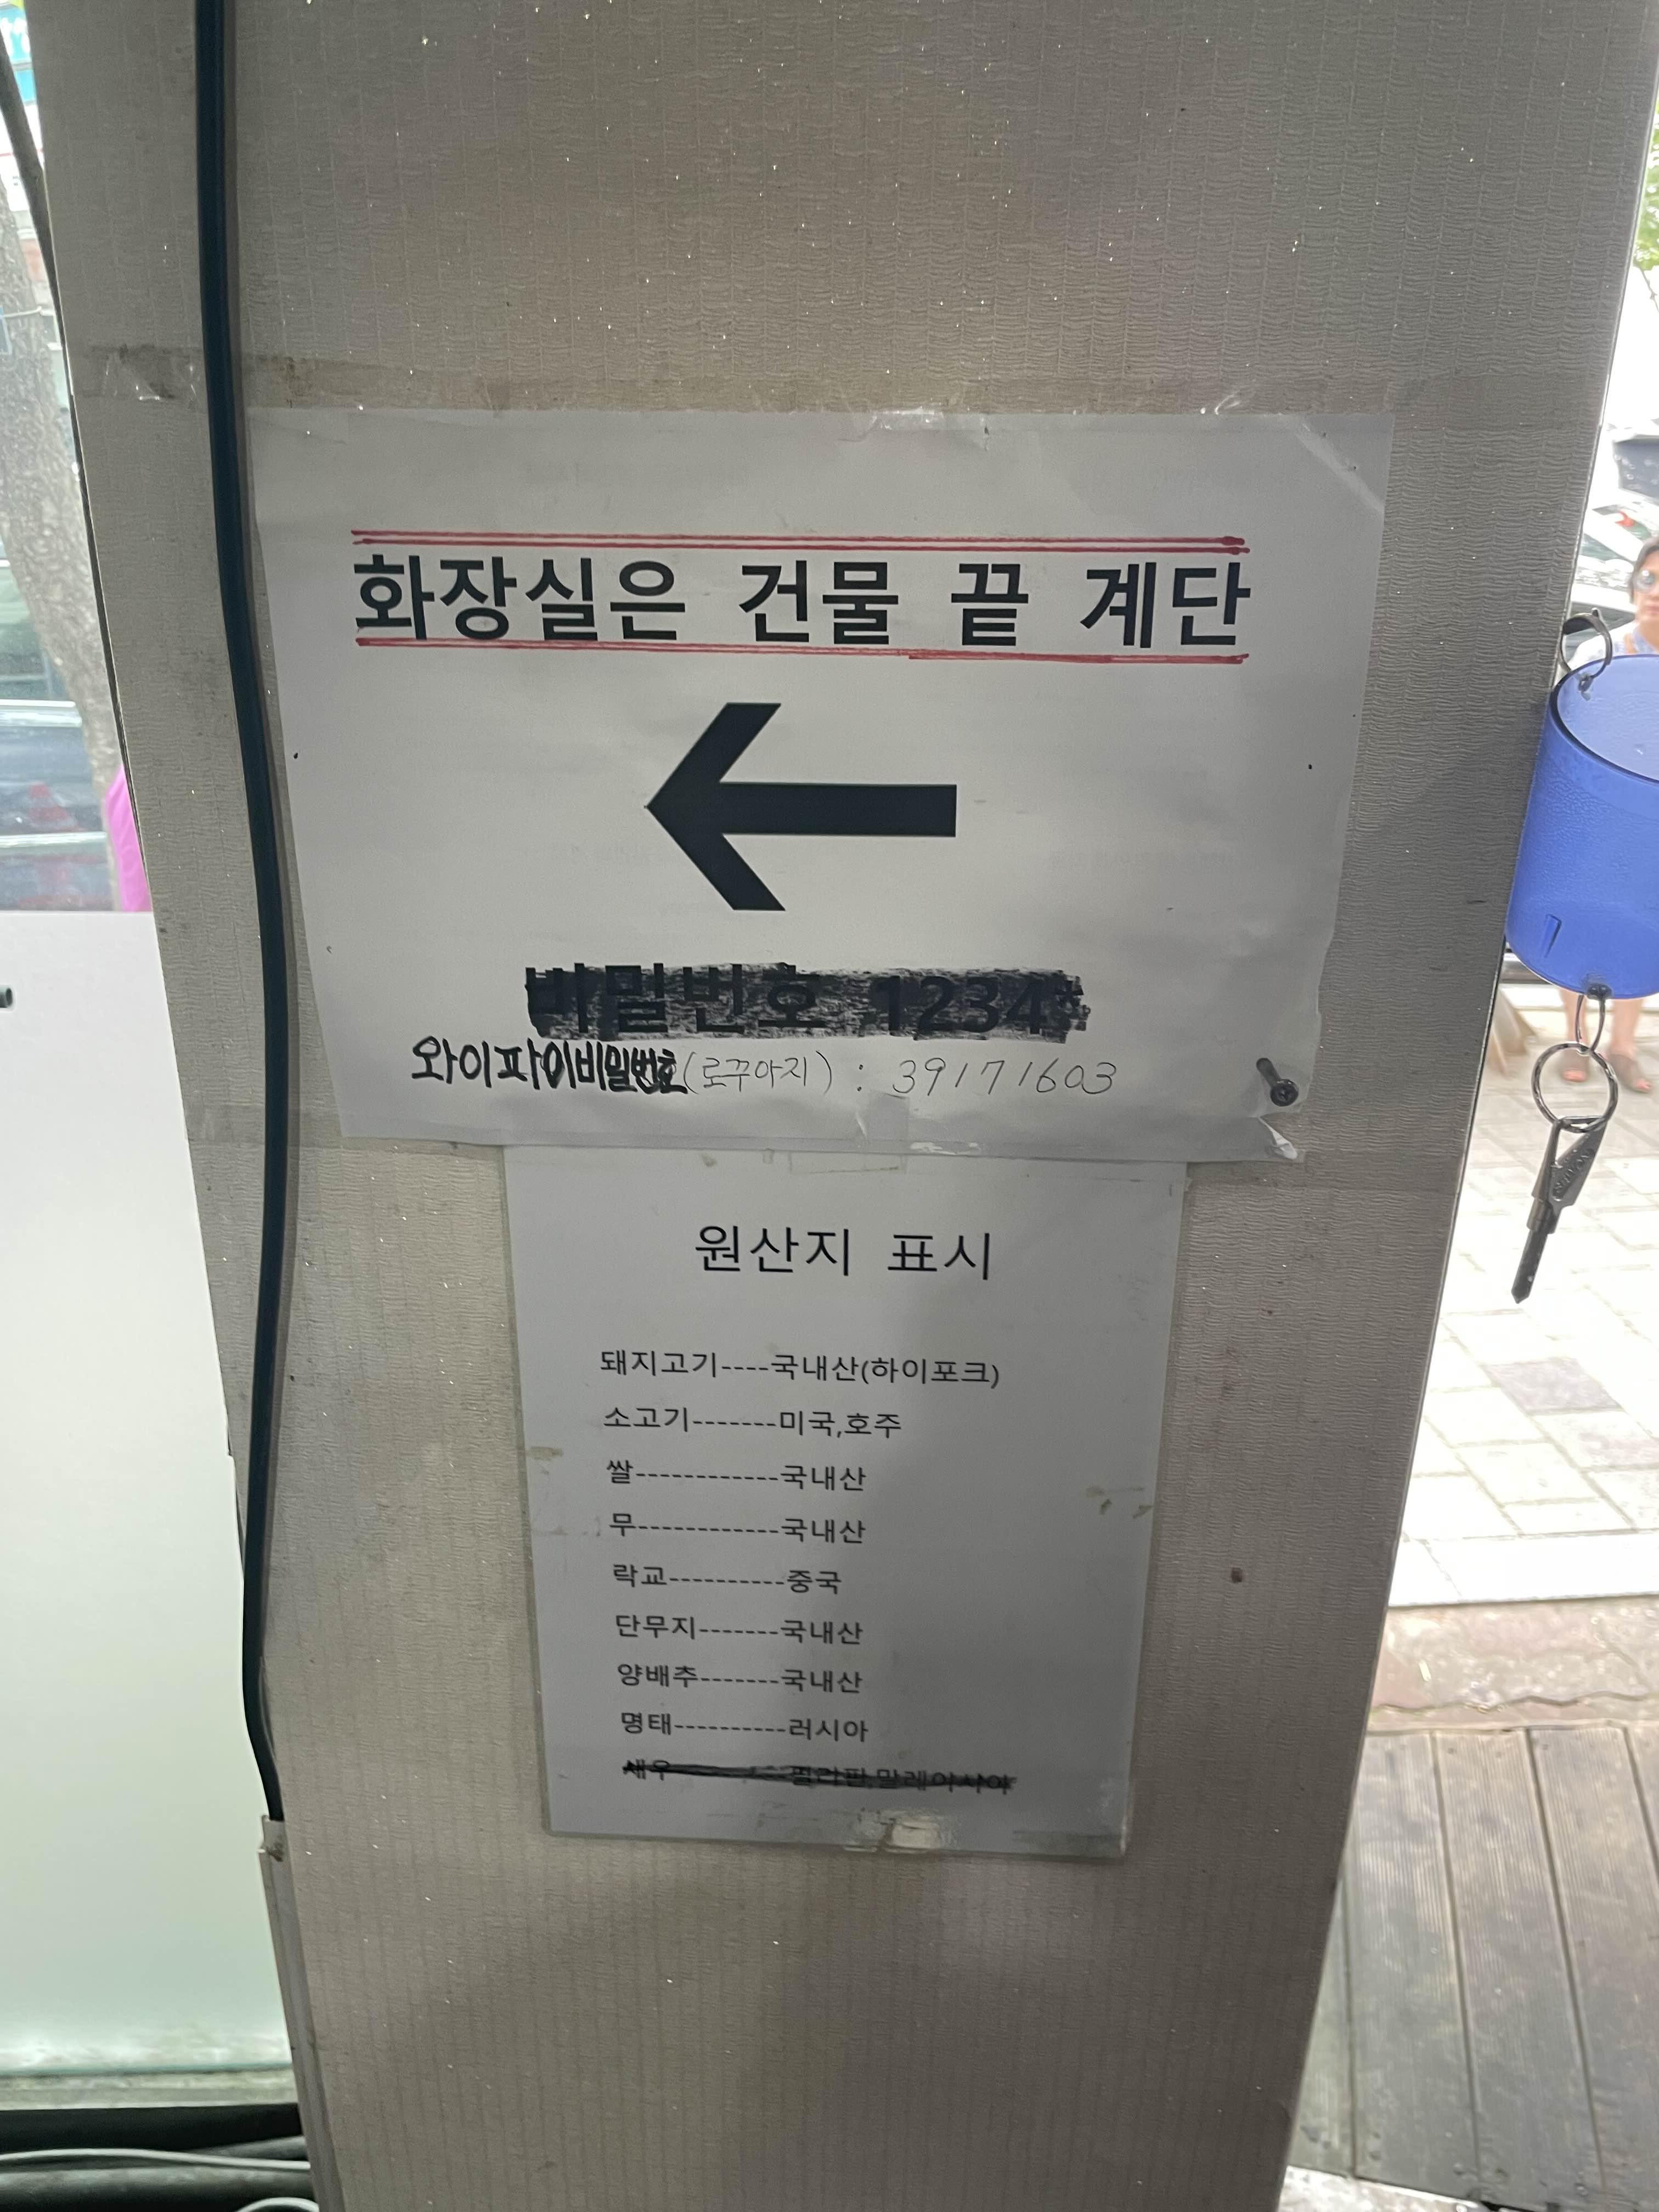 화장실은 건물 끝 계단
비밀번호 1234*
와이파이비밀번호(로꾸아지) : 39171603
원산지 표시
돼지고기----국내산(하이포크)
소고기-------미국,호주
쌀------------국내산
무------------국내산
락교----------중국
단무지-------국내산
양배추-------국내산
명태----------러시아
새우----------필리핀,말레이시아